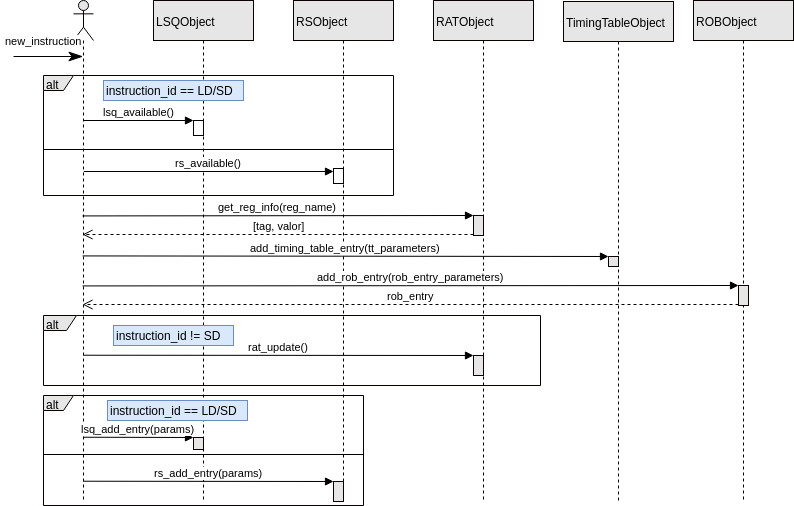 LSQObject
RSObject
RATObject
TimingTableObject
ROBObject
new_instruction
alt
instruction_id == LD/SD
lsq_available()
rs_available()
get_reg_info(reg_name)
[tag, valor]
add_timing_table_entry(tt_parameters)
add_rob_entry(rob_entry_parameters)
rob_entry
alt
instruction_id != SD
rat_update()
alt
instruction_id == LD/SD
lsq_add_entry(params)
rs_add_entry(params)